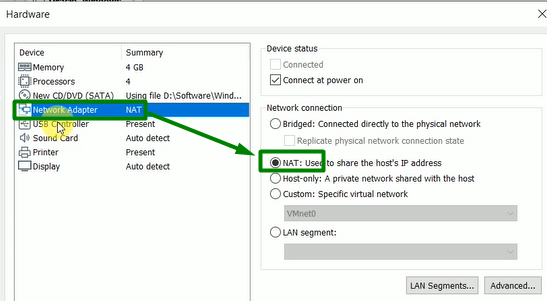 Hardware
Device Summary
Memory 4 GB
Processors 4
New CD/DVD (SATA) Using file D:\Software\Wind...
Network Adapter NAT
USB Controller Present
Sound Card Auto detect
Printer Present
Display Auto detect
Device status
Connected
Connect at power on
Network connection
Bridged: Connected directly to the physical network
Replicate physical network connection state
NAT: Used to share the host's IP address
Host-only: A private network shared with the host
Custom: Specific virtual network
VMnet0
LAN segment:
LAN Segments... Advanced...